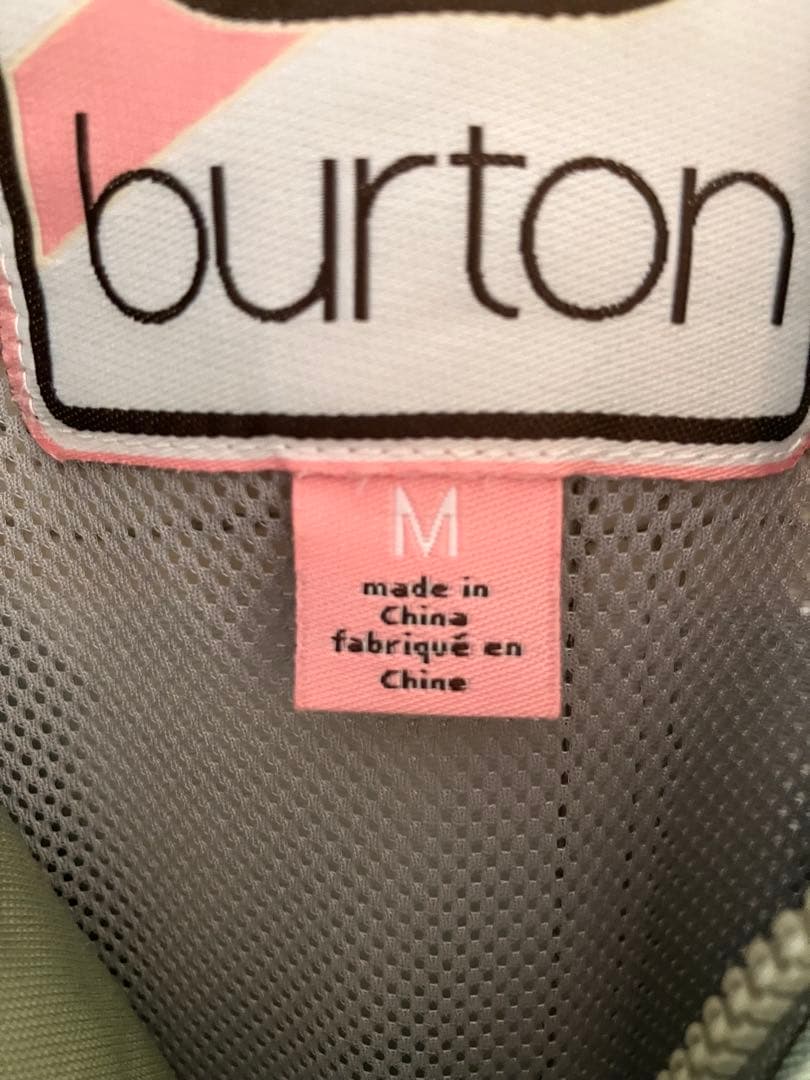 burton
M
made in
China
fabriqué en
Chine